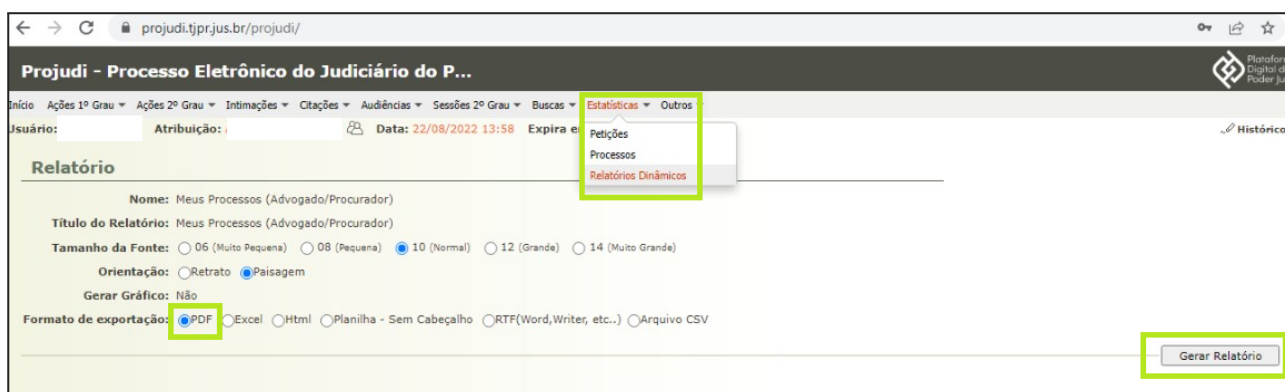 projudi.tjpr.jus.br/projudi/
Projudi - Processo Eletrônico do Judiciário do P...
Digital
Poder
Início Ações 1º Grau Ações 2º Grau Intimações Citações Audiências Sessões 2º Grau Buscas Estatísticas Outros
Usuário: Atribuição: Data: 22/08/2022 13:58 Expira Histórico
Petições
Processos
Relatórios Dinâmicos
Relatório
Nome: Meus Processos (Advogado/Procurador)
Título do Relatório: Meus Processos (Advogado/Procurador)
Tamanho da Fonte: 06 (Muito Pequena) 08 (Pequena) 10 (Normal) 12 (Grande) 14 (Muito Grande)
Orientação: Retrato Paisagem
Gerar Gráfico: Não
Formato de exportação: PDF Excel Html Planilha - Sem Cabeçalho RTF(Word,Writer, etc..) Arquivo CSV
Gerar Relatório